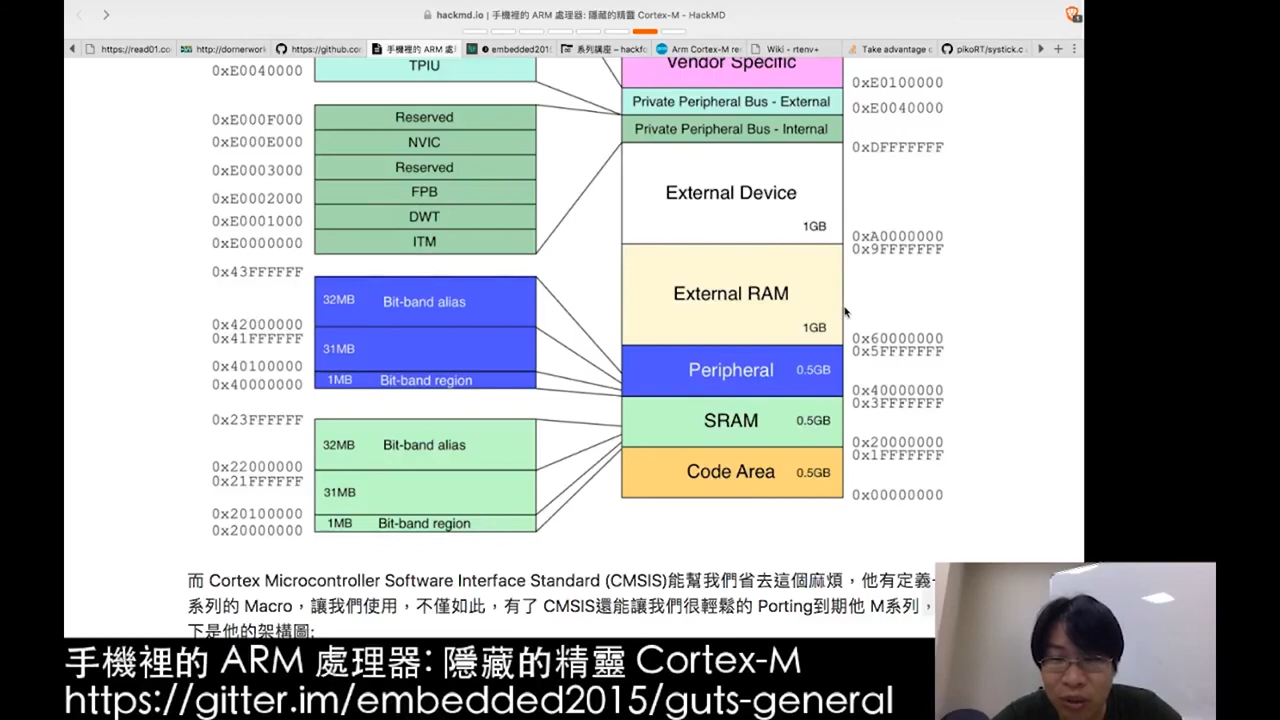 hackmd.io | 手機裡的 ARM 處理器: 隱藏的精靈 Cortex-M - HackMD
https://read01.co
http://dornerwork
https://github.co
手機裡的 ARM 處
embedded201
系列講座 – hackfo
Arm Cortex-M re
Wiki - rtenv+
Take advantage o
pikoRT/systick.c
0xE0040000
TPIU
0xE000F000
Reserved
0xE000E000
NVIC
0xE0003000
Reserved
0xE0002000
FPB
0xE0001000
DWT
0xE0000000
ITM
0x43FFFFFF
32MB Bit-band alias
0x42000000
0x41FFFFFF
31MB
0x40100000
0x40000000
1MB Bit-band region
0x23FFFFFF
32MB Bit-band alias
0x22000000
0x21FFFFFF
31MB
0x20100000
0x20000000
1MB Bit-band region
Vendor Specific
0xE0100000
Private Peripheral Bus - External
0xE0040000
Private Peripheral Bus - Internal
0xDFFFFFFF
External Device
1GB
0xA0000000
0x9FFFFFFF
External RAM
1GB
0x60000000
0x5FFFFFFF
Peripheral 0.5GB
0x40000000
0x3FFFFFFF
SRAM 0.5GB
0x20000000
0x1FFFFFFF
Code Area 0.5GB
0x00000000
而 Cortex Microcontroller Software Interface Standard (CMSIS)能幫我們省去這個麻煩，他有定義
系列的 Macro，讓我們使用，不僅如此，有了 CMSIS還能讓我們很輕鬆的 Porting到期他 M系列，
下是他的架構圖:
手機裡的 ARM 處理器: 隱藏的精靈 Cortex-M
https://gitter.im/embedded2015/guts-general